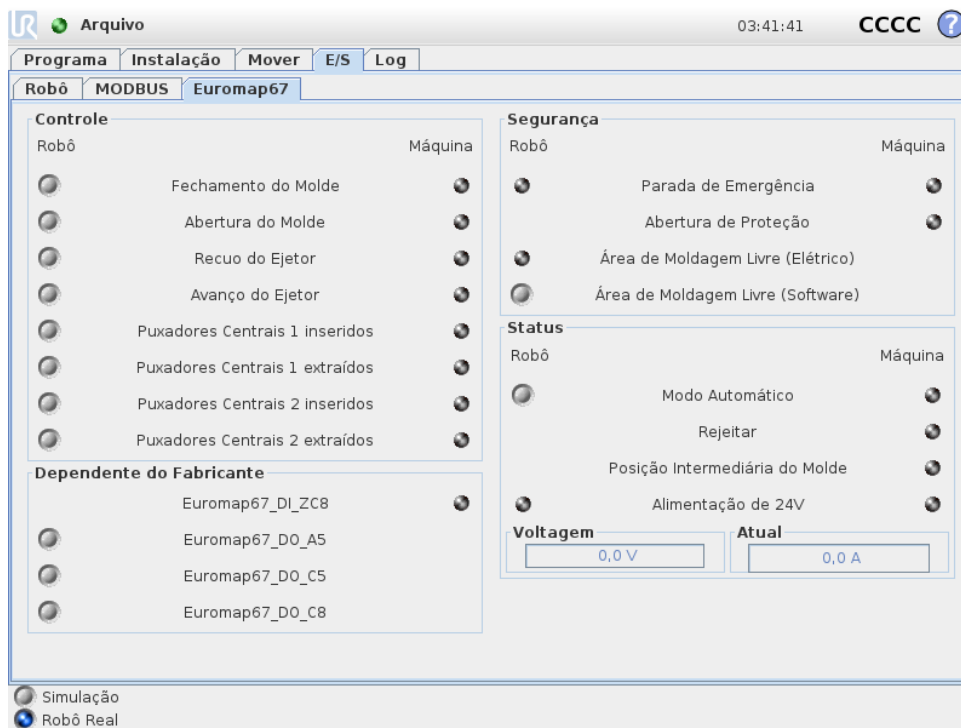 UR
Arquivo
03:41:41
CCCC
?
Programa
Instalação
Mover
E/S
Log
Robô
MODBUS
Euromap67
Controle
Robô
Máquina
Fechamento do Molde
Abertura do Molde
Recuo do Ejetor
Avanço do Ejetor
Puxadores Centrais 1 inseridos
Puxadores Centrais 1 extraídos
Puxadores Centrais 2 inseridos
Puxadores Centrais 2 extraídos
Dependente do Fabricante
Euromap67_DI_ZC8
Euromap67_DO_A5
Euromap67_DO_C5
Euromap67_DO_C8
Segurança
Robô
Máquina
Parada de Emergência
Abertura de Proteção
Área de Moldagem Livre (Elétrico)
Área de Moldagem Livre (Software)
Status
Robô
Máquina
Modo Automático
Rejeitar
Posição Intermediária do Molde
Alimentação de 24V
Voltagem
0,0 V
Atual
0,0 A
Simulação
Robô Real